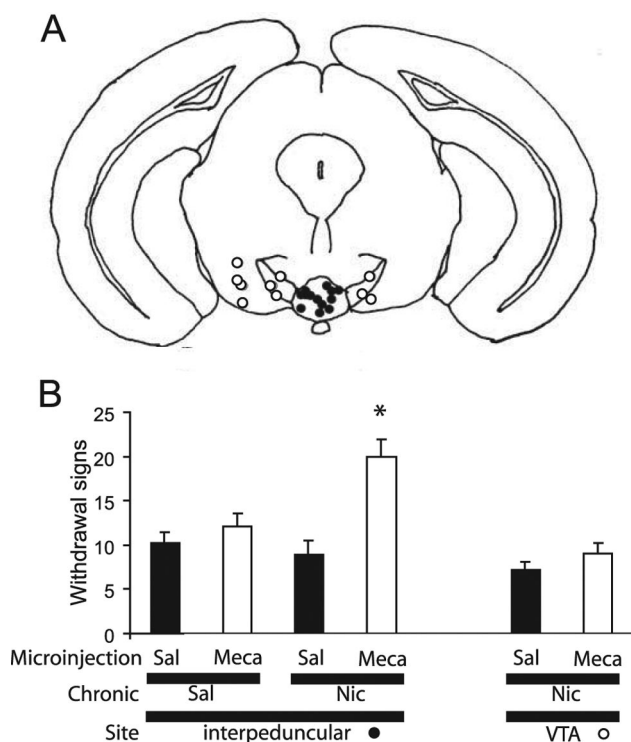 A
B
Withdrawal signs
25
20
15
10
5
0
*
Microinjection Sal Meca Sal Meca Sal Meca
Chronic Sal Nic Nic
Site interpeduncular ● VTA ○